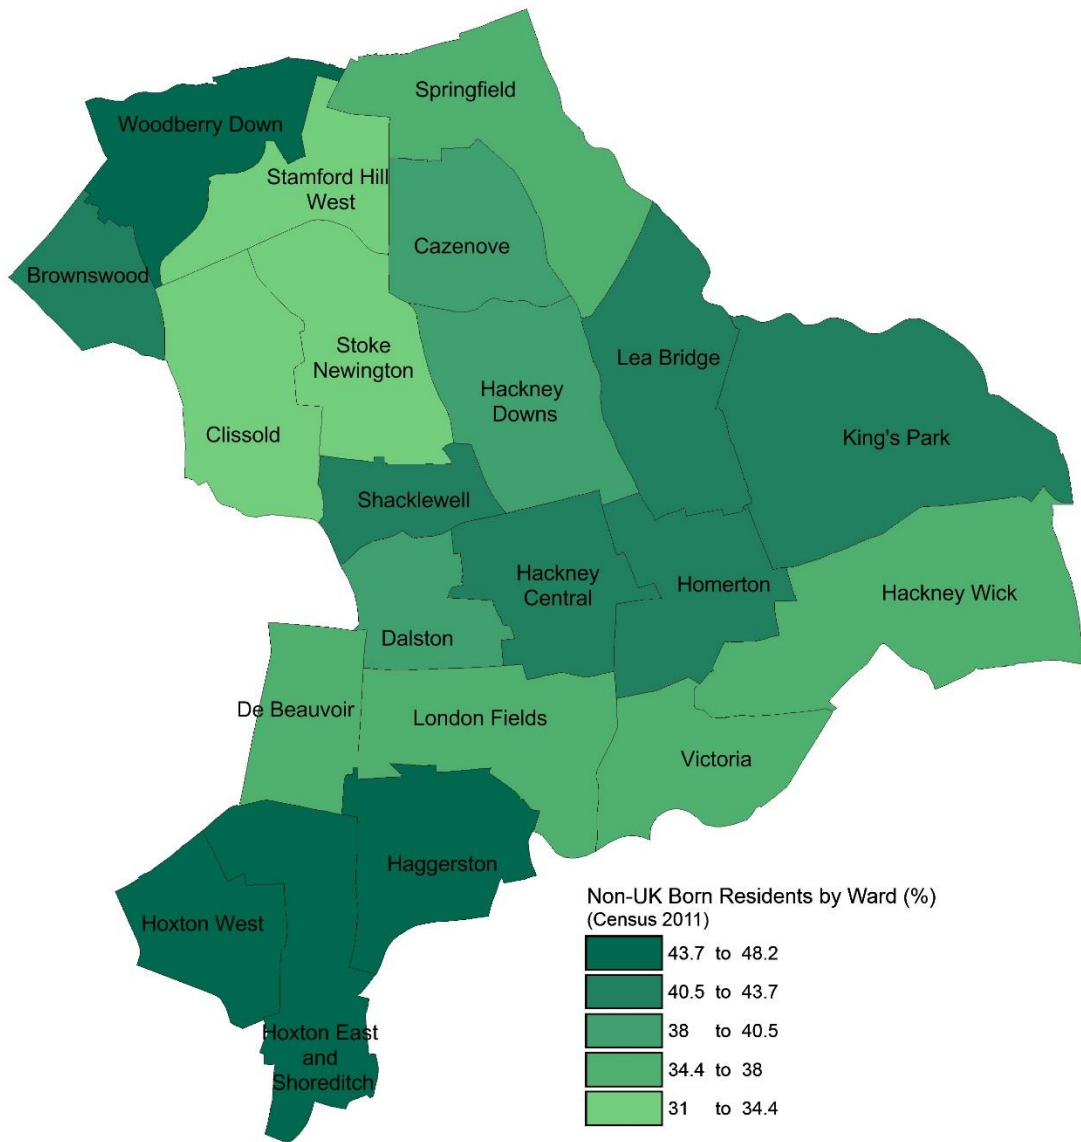 Springfield
Woodberry Down
Stamford Hill
West
Cazenove
Brownswood
Stoke
Newington
Lea Bridge
Hackney
Downs
Clissold
King's Park
Shacklewell
Hackney
Central
Homerton
Hackney Wick
Dalston
De Beauvoir
London Fields
Victoria
Haggerston
Hoxton West
Hoxton East
and
Shoreditch
Non-UK Born Residents by Ward (%)
(Census 2011)
43.7 to 48.2
40.5 to 43.7
38 to 40.5
34.4 to 38
31 to 34.4